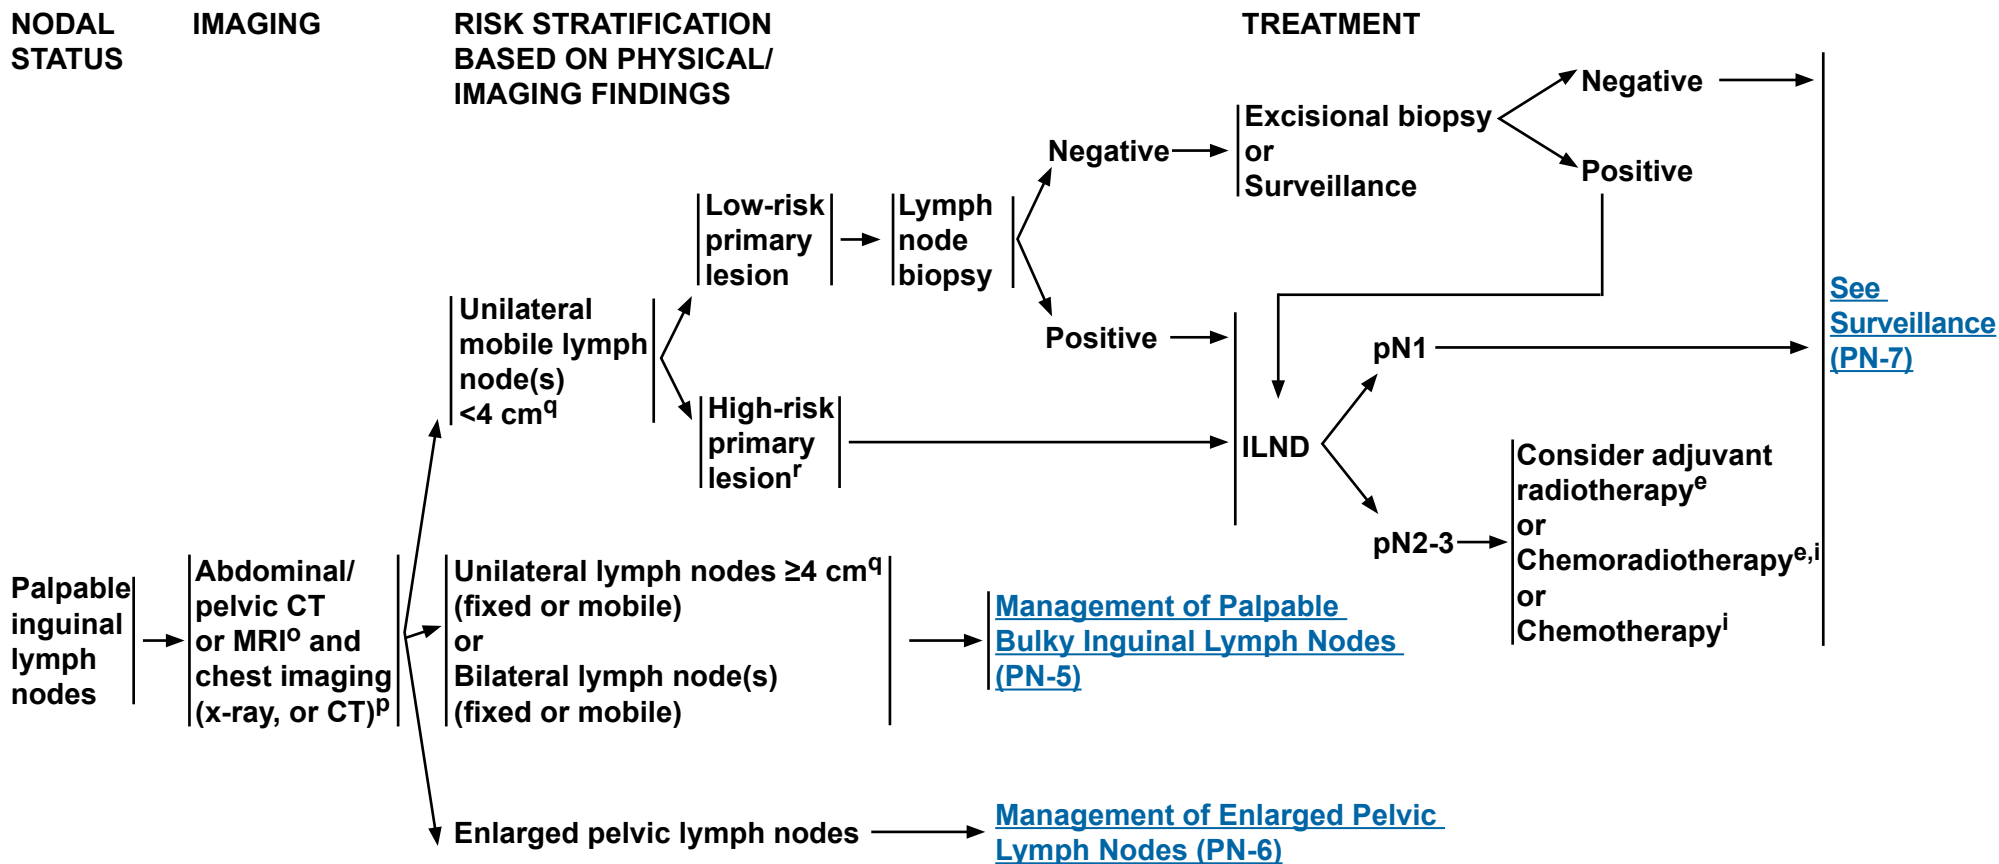 NODAL
STATUS
IMAGING
RISK STRATIFICATION
BASED ON PHYSICAL/
IMAGING FINDINGS
TREATMENT
Palpable
inguinal
lymph
nodes
Abdominal/
pelvic CT
or MRIᵒ and
chest imaging
(x-ray, or CT)ᵖ
Unilateral
mobile lymph
node(s)
<4 cm^q
Low-risk
primary
lesion
Lymph
node
biopsy
Negative
Excisional biopsy
or
Surveillance
Negative
Positive
Positive
High-risk
primary
lesionʳ
ILND
pN1
pN2-3
Consider adjuvant
radiotherapyᵉ
or
Chemoradiotherapyᵉ,ⁱ
or
Chemotherapyⁱ
See
Surveillance
(PN-7)
Unilateral lymph nodes ≥4 cm^q
(fixed or mobile)
or
Bilateral lymph node(s)
(fixed or mobile)
Management of Palpable
Bulky Inguinal Lymph Nodes
(PN-5)
Enlarged pelvic lymph nodes
Management of Enlarged Pelvic
Lymph Nodes (PN-6)